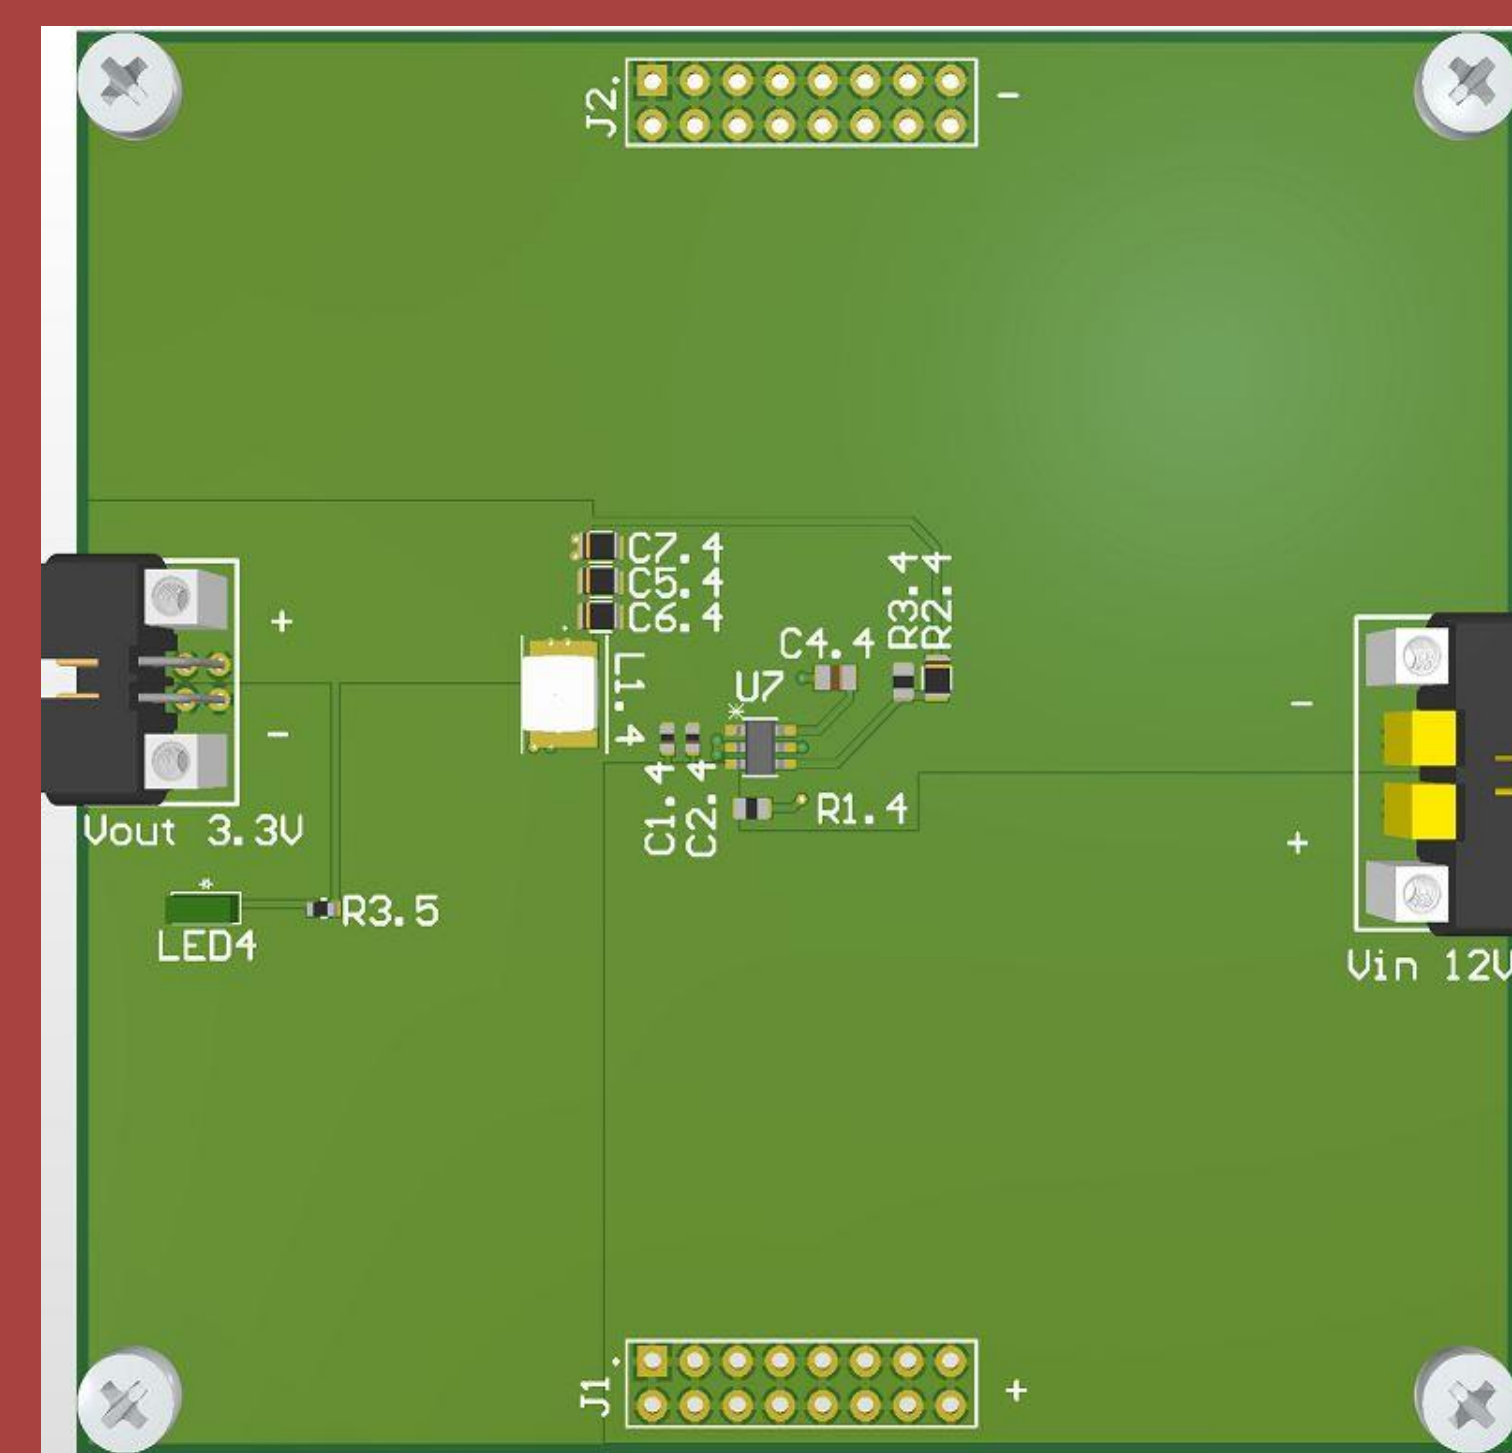 J2.
-
C7.4
C5.4
C6.4
R3.4
R2.4
C4.4
L1.4
U7
*
+
-
Vout 3.3V
-
+
C1.4
C2.4
R1.4
*
R3.5
LED4
Vin 12V
J1.
+